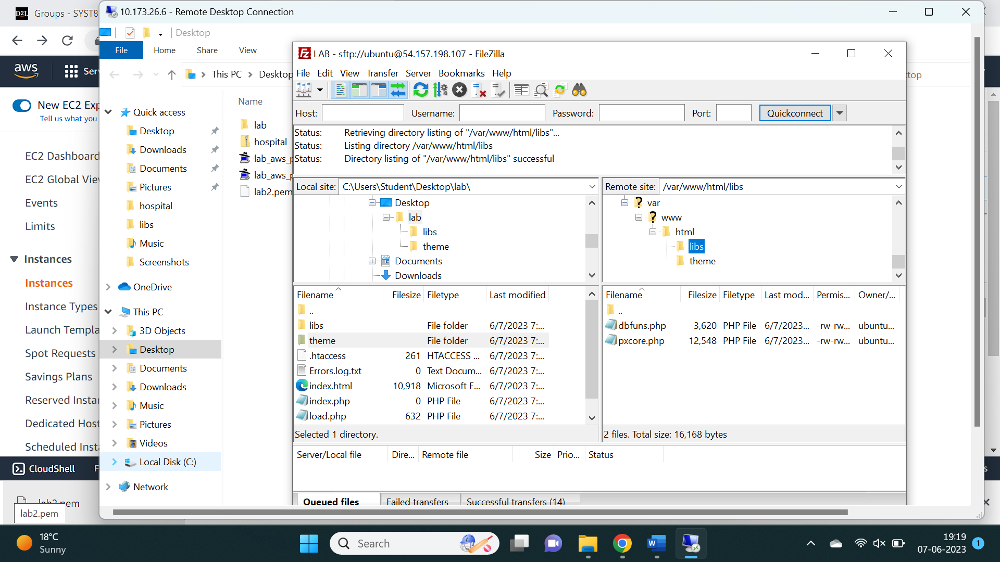 D2L Groups - SYST8
10.173.26.6 - Remote Desktop Connection
Desktop
File Home Share View
This PC Desktop
aws
New EC2 Exp
Tell us what you
EC2 Dashboard
EC2 Global Vie
Events
Limits
Instances
Instances
Instance Types
Launch Templa
Spot Requests
Savings Plans
Reserved Insta
Dedicated Host
Scheduled Insta
CloudShell F
lab2.pem
lab2.pem
Quick access
Desktop
Downloads
Documents
Pictures
hospital
libs
Music
Screenshots
OneDrive
This PC
3D Objects
Desktop
Documents
Downloads
Music
Pictures
Videos
Local Disk (C:)
Network
Name
lab
hospital
lab_aws_p
lab_aws_p
lab2.pem
LAB - sftp://ubuntu@54.157.198.107 - FileZilla
File Edit View Transfer Server Bookmarks Help
Host: Username: Password: Port: Quickconnect
Status: Retrieving directory listing of "/var/www/html/libs"...
Status: Listing directory /var/www/html/libs
Status: Directory listing of "/var/www/html/libs" successful
Local site: C:\Users\Student\Desktop\lab\
Desktop
lab
libs
theme
Documents
Downloads
Remote site: /var/www/html/libs
var
www
html
libs
theme
Filename Filesize Filetype Last modified
..
libs File folder 6/7/2023 7:...
theme File folder 6/7/2023 7:...
.htaccess 261 HTACCESS ... 6/7/2023 7:...
Errors.log.txt 0 Text Docum... 6/7/2023 7:...
index.html 10,918 Microsoft E... 6/7/2023 7:...
index.php 0 PHP File 6/7/2023 7:...
load.php 632 PHP File 6/7/2023 7:...
Selected 1 directory.
Filename Filesize Filetype Last mod... Permis... Owner/...
..
dbfuns.php 3,620 PHP File 6/7/2023... -rw-rw... ubuntu...
pxcore.php 12,548 PHP File 6/7/2023... -rw-rw... ubuntu...
2 files. Total size: 16,168 bytes
Server/Local file Dire... Remote file Size Prio... Status
Queued files Failed transfers Successful transfers (14)
18°C
Sunny
Search
19:19
07-06-2023
1